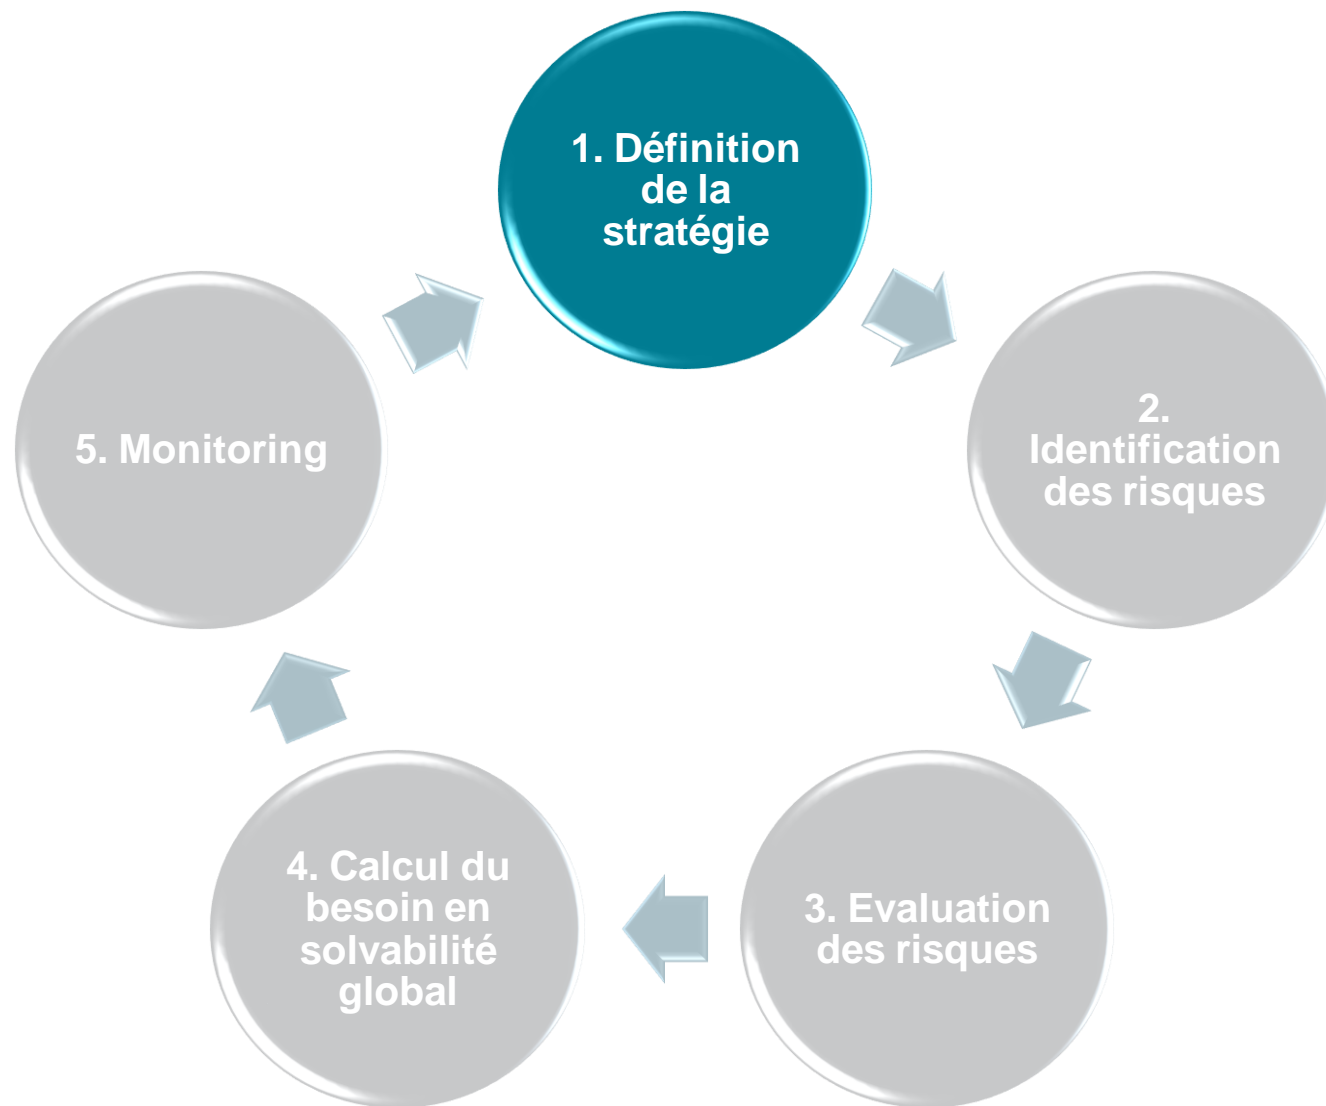 1. Définition
de la
stratégie
2.
Identification
des risques
3. Evaluation
des risques
4. Calcul du
besoin en
solvabilité
global
5. Monitoring